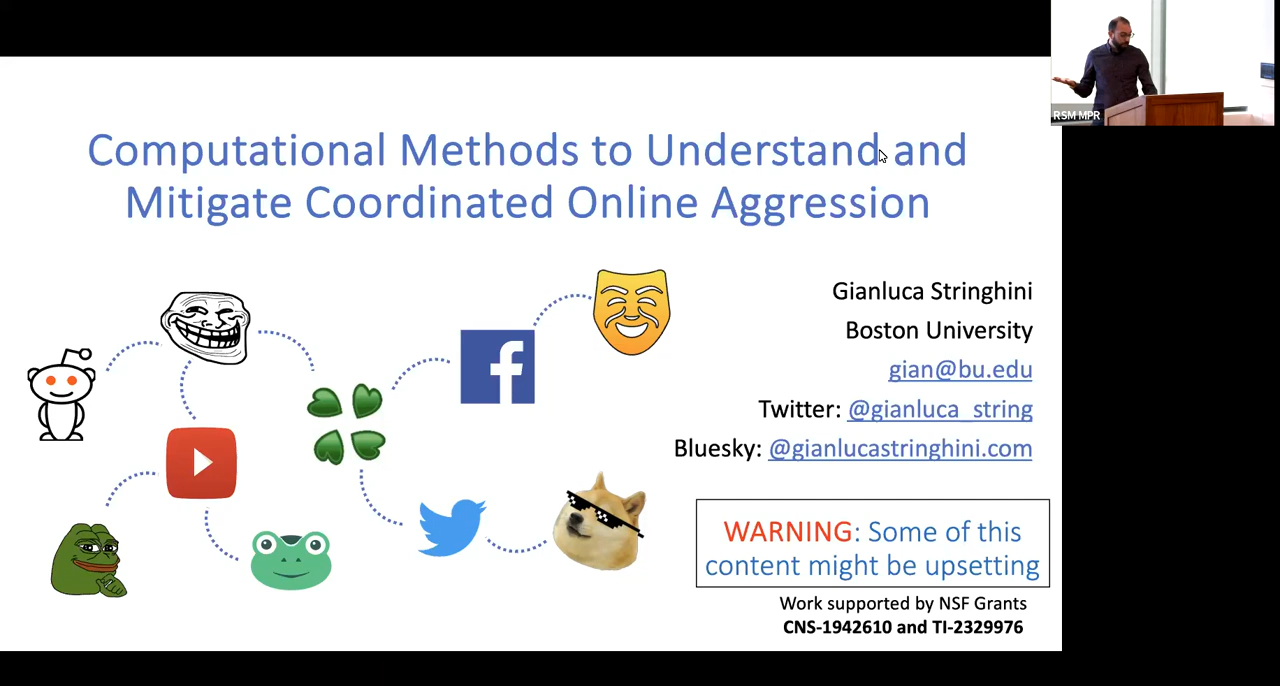 RSM MPR
Computational Methods to Understand and
Mitigate Coordinated Online Aggression
Gianluca Stringhini
Boston University
gian@bu.edu
Twitter: @gianluca_string
Bluesky: @gianlucastringhini.com
WARNING: Some of this
content might be upsetting
Work supported by NSF Grants
CNS-1942610 and TI-2329976